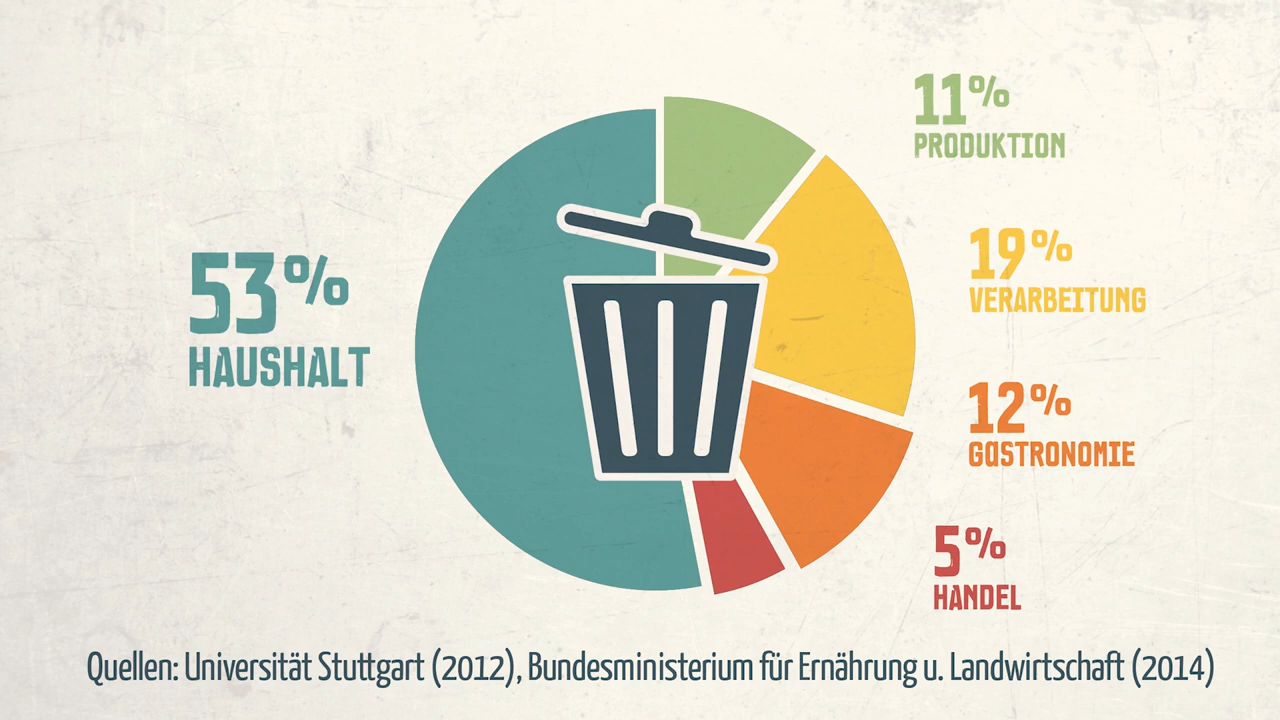 53%
HAUSHALT
11%
PRODUKTION
19%
VERARBEITUNG
12%
GASTRONOMIE
5%
HANDEL
Quellen: Universität Stuttgart (2012), Bundesministerium für Ernährung u. Landwirtschaft (2014)